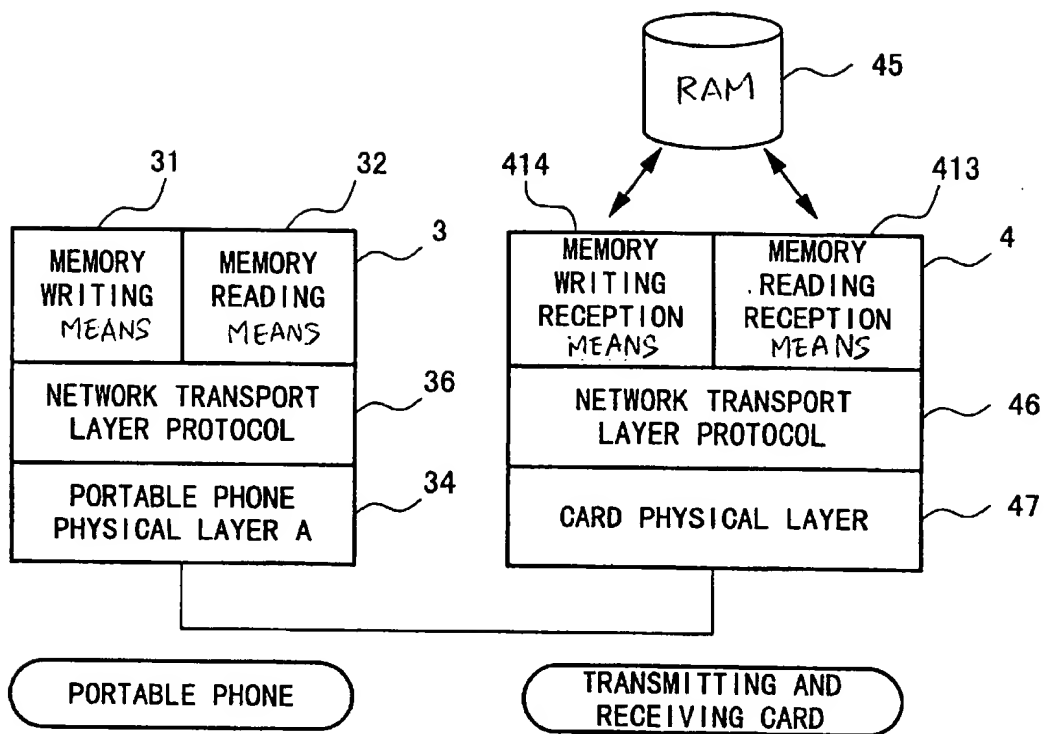 RAM
45
31
32
3
414
413
4
MEMORY
WRITING
MEANS
MEMORY
READING
MEANS
MEMORY
WRITING
RECEPTION
MEANS
MEMORY
READING
RECEPTION
MEANS
NETWORK TRANSPORT
LAYER PROTOCOL
36
NETWORK TRANSPORT
LAYER PROTOCOL
46
PORTABLE PHONE
PHYSICAL LAYER A
34
CARD PHYSICAL LAYER
47
PORTABLE PHONE
TRANSMITTING AND
RECEIVING CARD